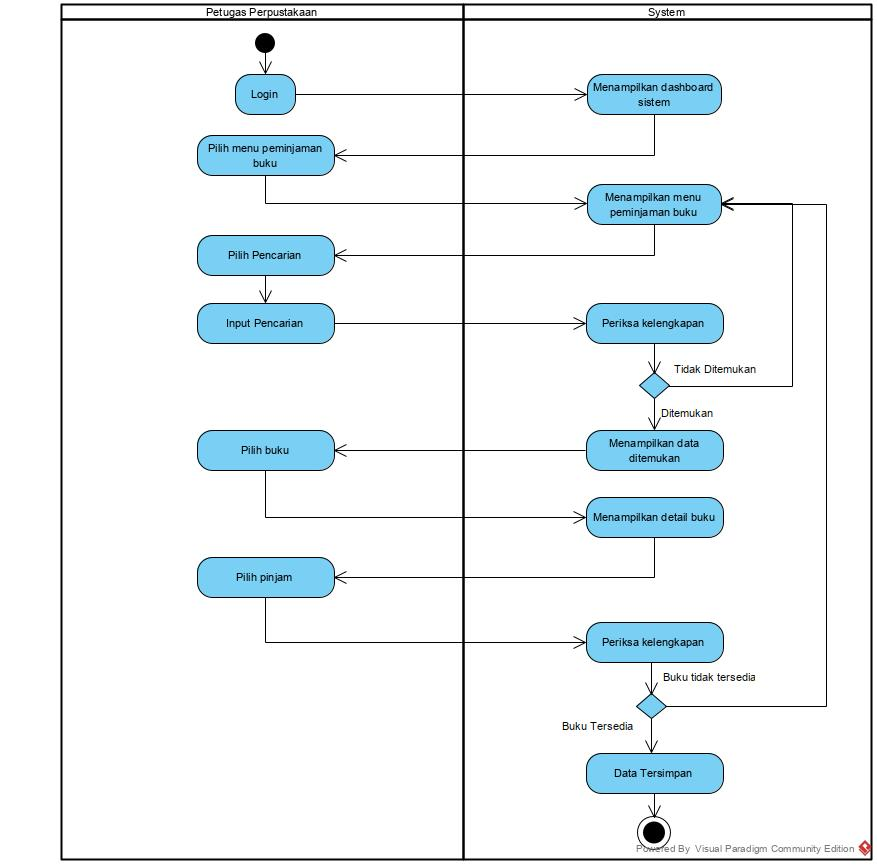 Petugas Perpustakaan
System
Login
Menampilkan dashboard
sistem
Pilih menu peminjaman
buku
Menampilkan menu
peminjaman buku
Pilih Pencarian
Input Pencarian
Periksa kelengkapan
Tidak Ditemukan
Ditemukan
Pilih buku
Menampilkan data
ditemukan
Menampilkan detail buku
Pilih pinjam
Periksa kelengkapan
Buku tidak tersedia
Buku Tersedia
Data Tersimpan
Powered By Visual Paradigm Community Edition